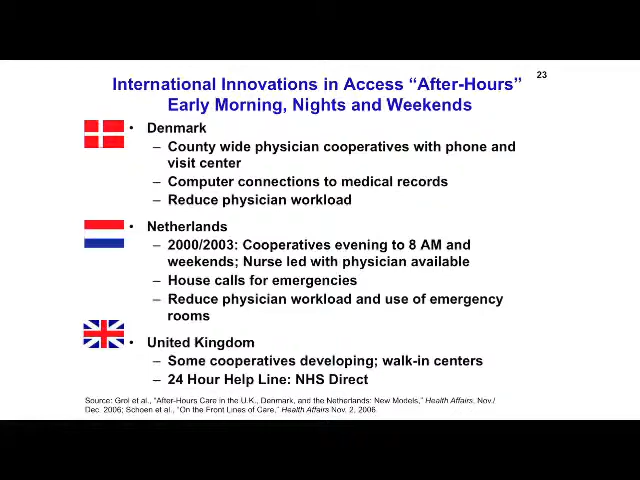 23
International Innovations in Access “After-Hours”
Early Morning, Nights and Weekends
• Denmark
– County wide physician cooperatives with phone and
visit center
– Computer connections to medical records
– Reduce physician workload
• Netherlands
– 2000/2003: Cooperatives evening to 8 AM and
weekends; Nurse led with physician available
– House calls for emergencies
– Reduce physician workload and use of emergency
rooms
• United Kingdom
– Some cooperatives developing; walk-in centers
– 24 Hour Help Line: NHS Direct
Source: Grol et al., “After-Hours Care in the U.K., Denmark, and the Netherlands: New Models,” Health Affairs, Nov./
Dec. 2006; Schoen et al., “On the Front Lines of Care,” Health Affairs Nov. 2, 2006.